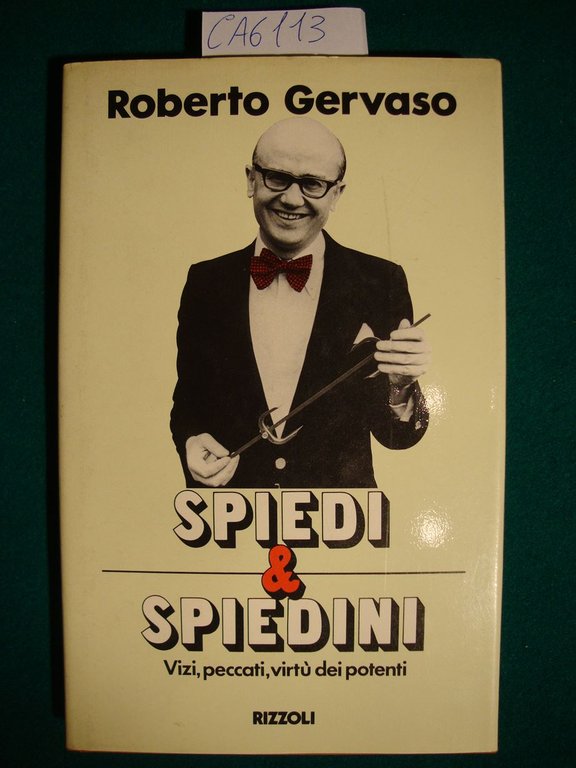 CA6113
Roberto Gervaso
SPIEDI
&
SPIEDINI
Vizi, peccati, virtù dei potenti
RIZZOLI